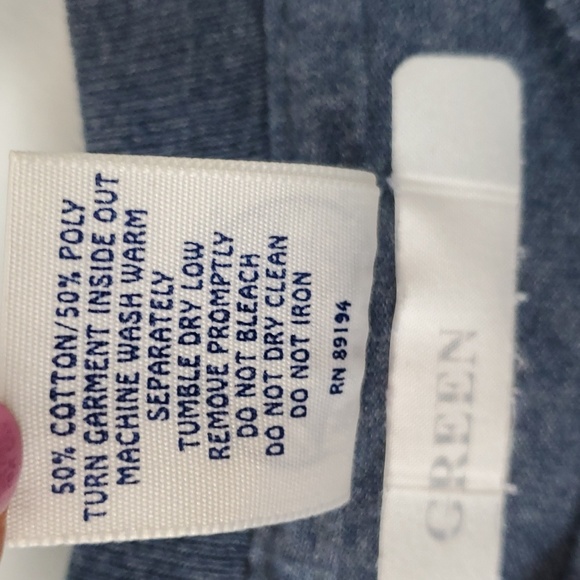 50% COTTON/50% POLY
TURN GARMENT INSIDE OUT
MACHINE WASH WARM
SEPARATELY
TUMBLE DRY LOW
REMOVE PROMPTLY
DO NOT BLEACH
DO NOT DRY CLEAN
DO NOT IRON
RN 89194
GREEN